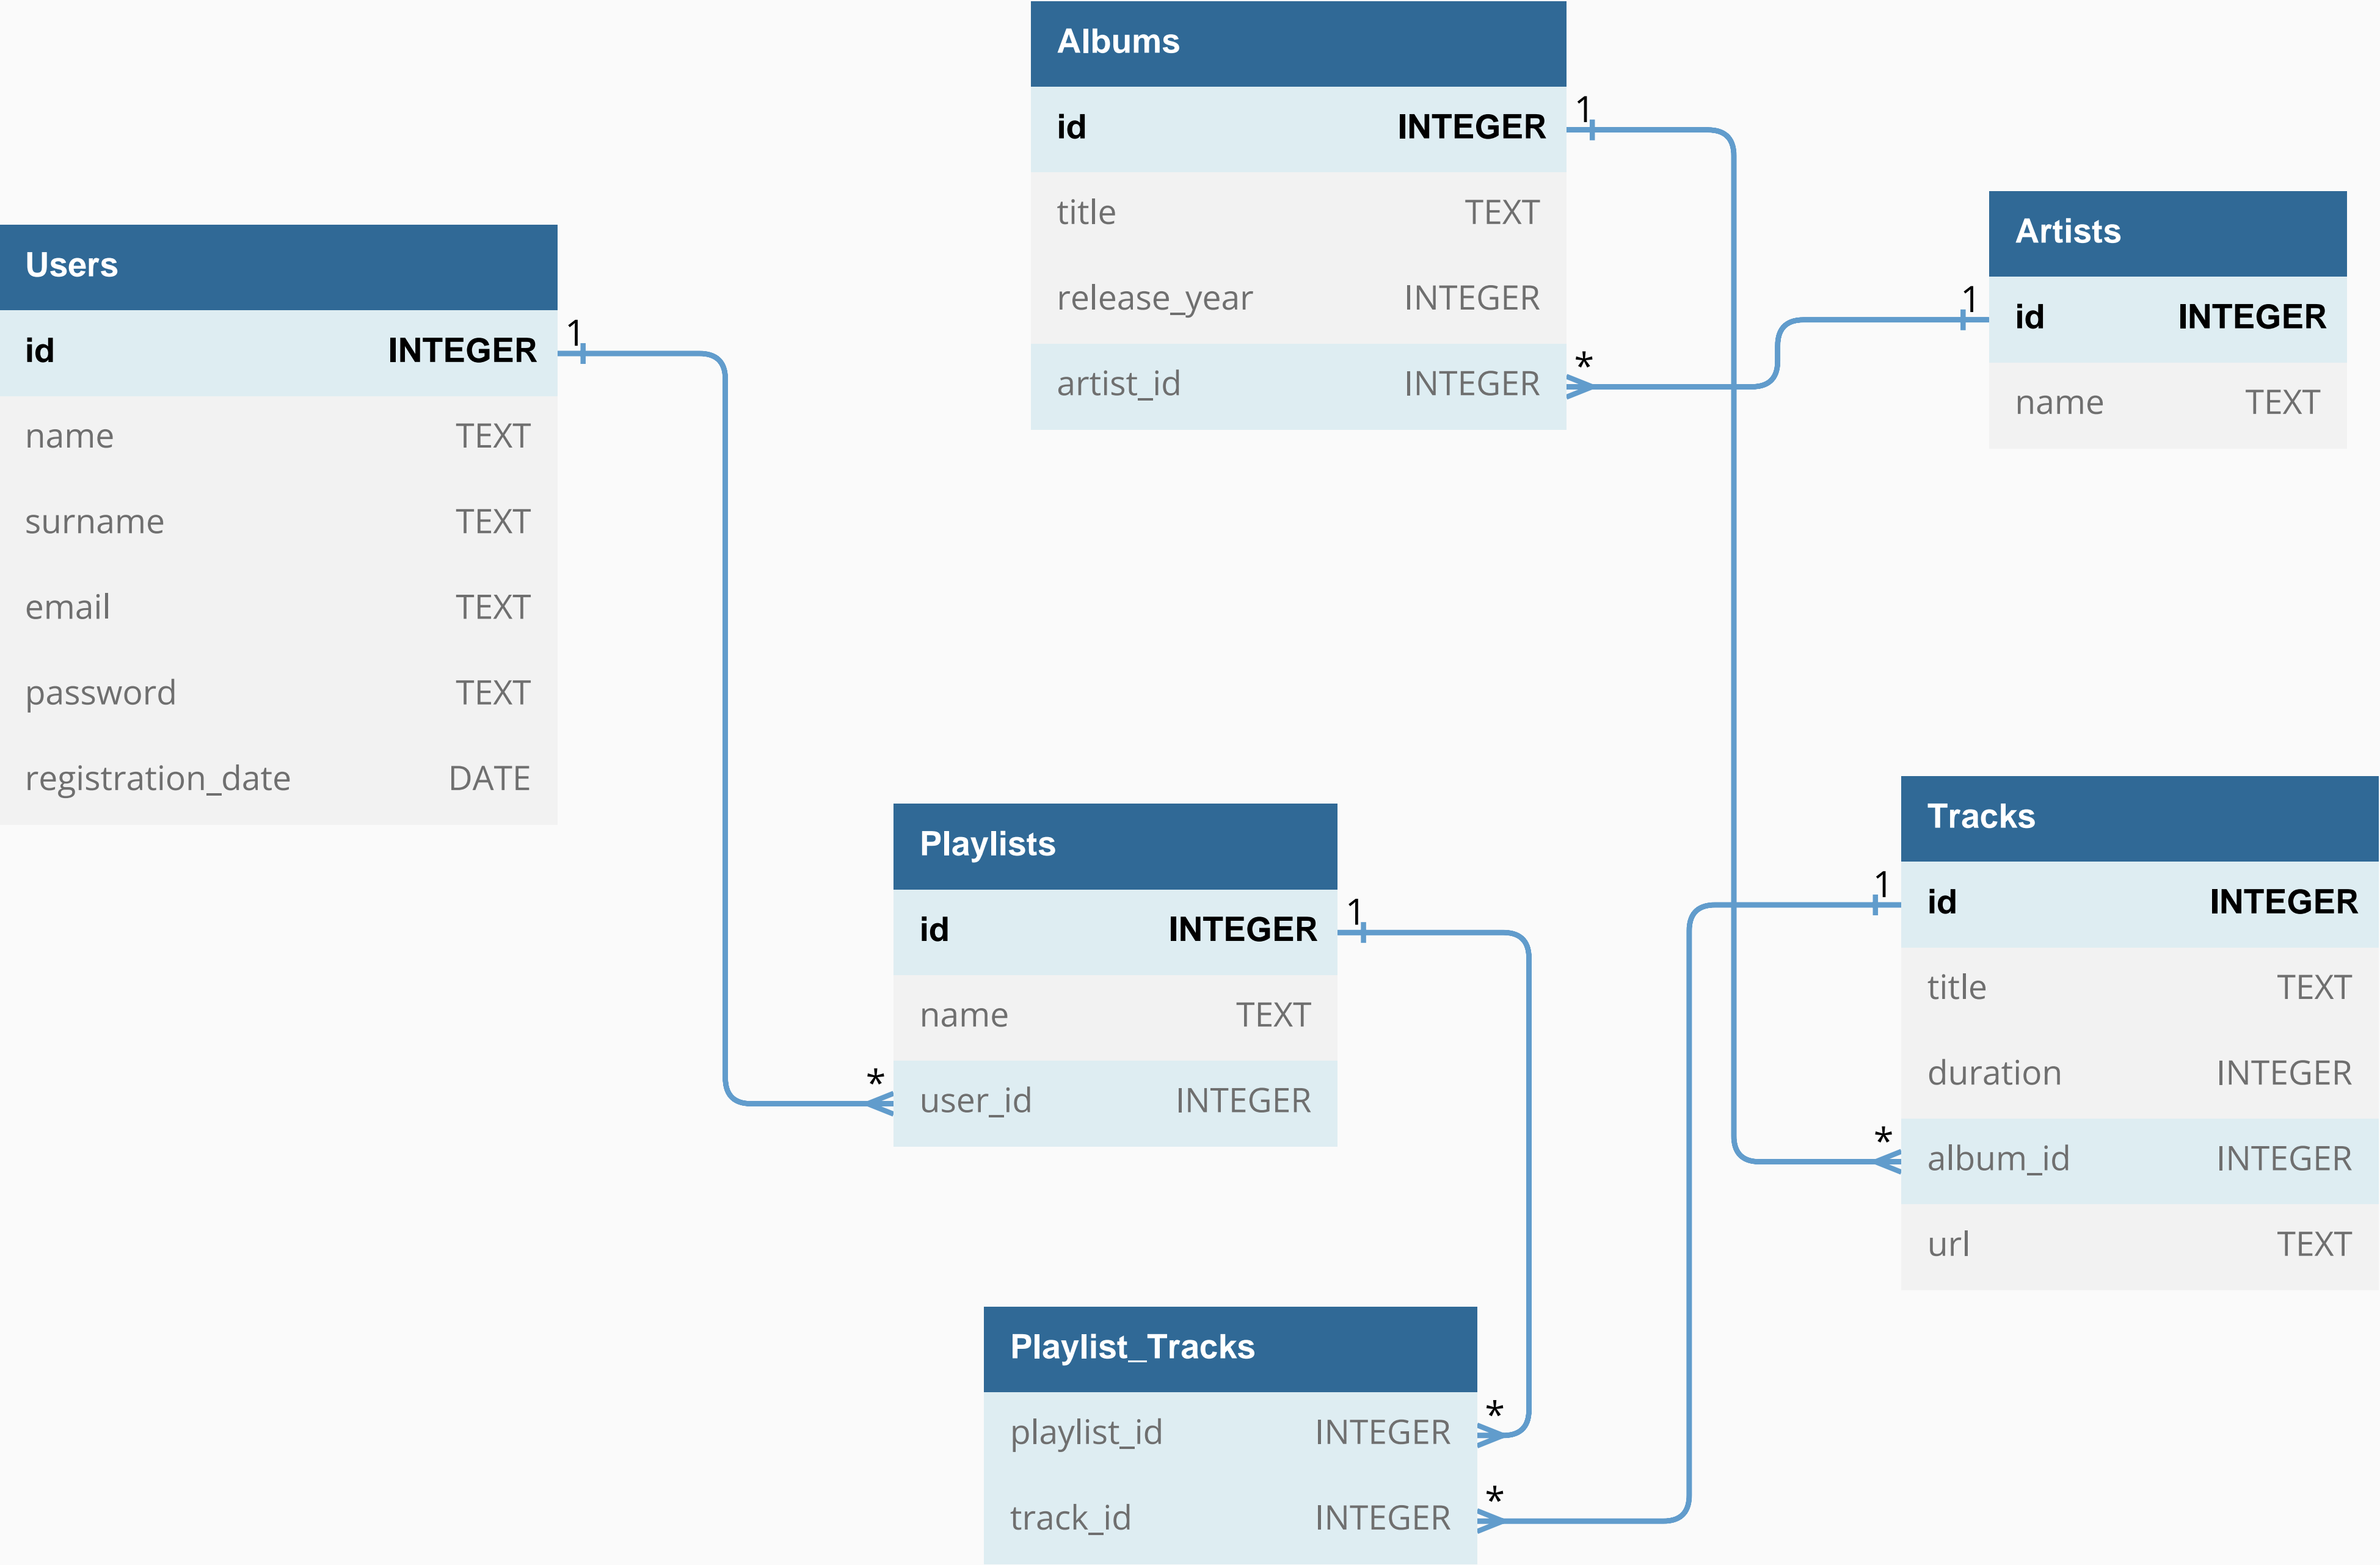 Albums
id INTEGER
title TEXT
release_year INTEGER
artist_id INTEGER
1
*
Artists
id INTEGER
name TEXT
1
Users
id INTEGER
name TEXT
surname TEXT
email TEXT
password TEXT
registration_date DATE
1
Playlists
id INTEGER
name TEXT
user_id INTEGER
1
*
Tracks
id INTEGER
title TEXT
duration INTEGER
album_id INTEGER
url TEXT
1
*
Playlist_Tracks
playlist_id INTEGER
track_id INTEGER
*
*